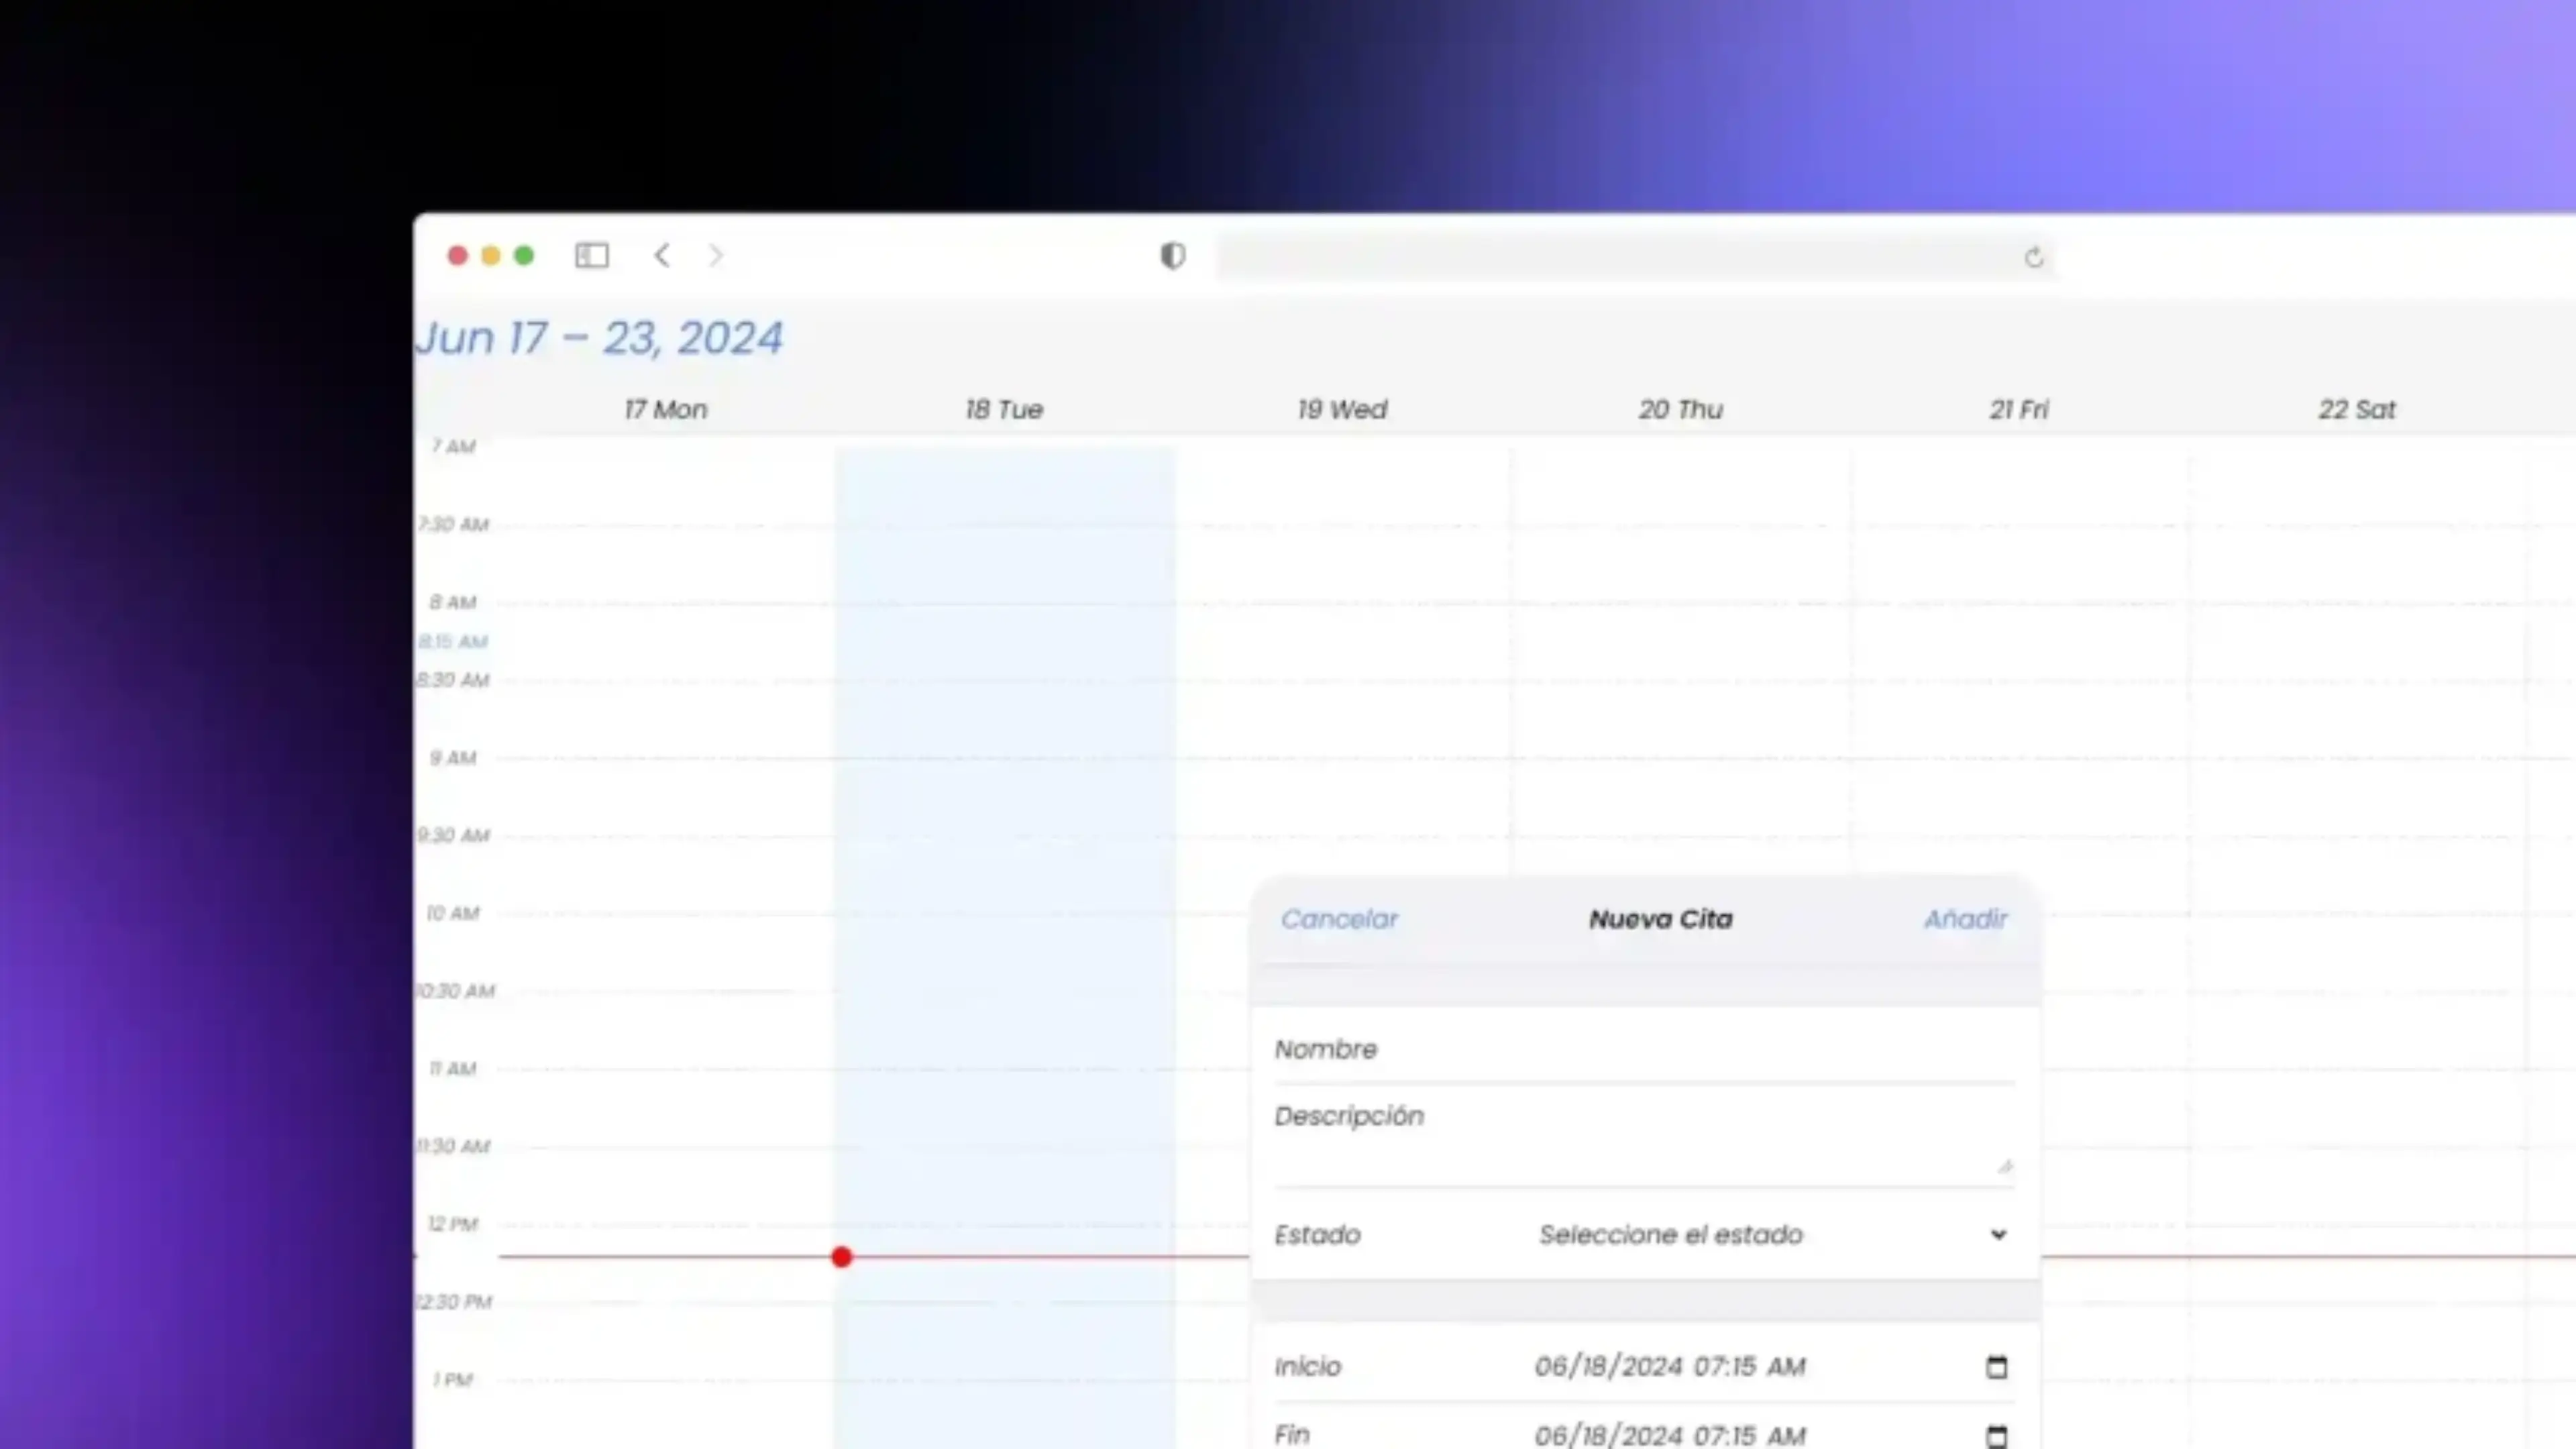 Jun 17 – 23, 2024
17 Mon 18 Tue 19 Wed 20 Thu 21 Fri 22 Sat
7 AM
7:30 AM
8 AM
8:15 AM
8:30 AM
9 AM
9:30 AM
10 AM
10:30 AM
11 AM
11:30 AM
12 PM
12:30 PM
1 PM
Cancelar Nueva Cita Añadir
Nombre
Descripción
Estado Seleccione el estado
Inicio 06/18/2024 07:15 AM
Fin 06/18/2024 07:15 AM